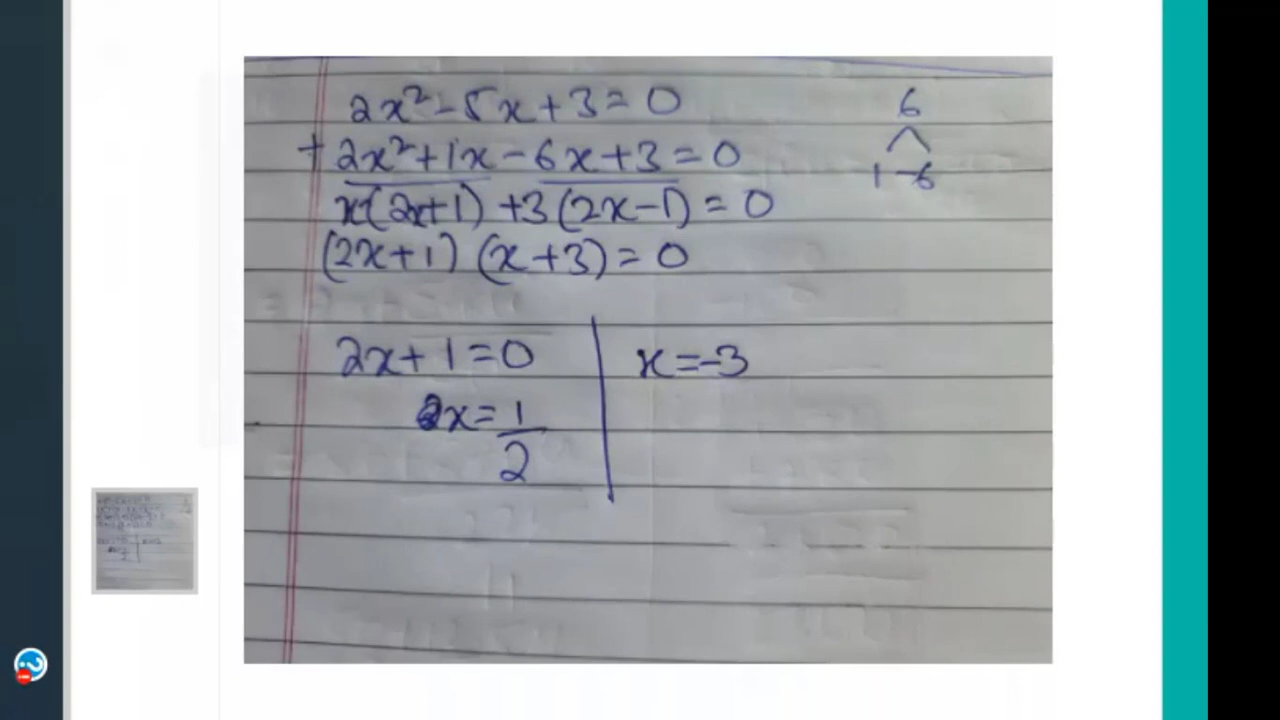 2x² - 5x + 3 = 0
6
+ 2x² + 1x - 6x + 3 = 0
1 -6
x(2x+1) + 3(2x-1) = 0
(2x+1) (x+3) = 0
2x + 1 = 0 | x = -3
2x = 1/2